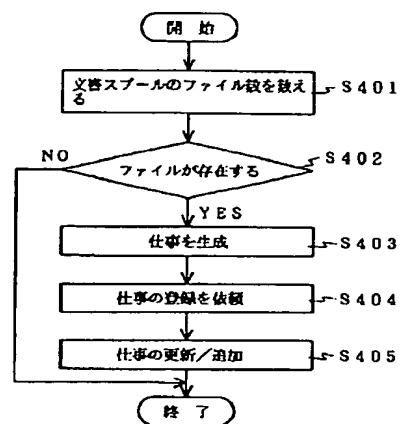 開 始
文書スプールのファイル数を数え
る
S401
NO
ファイルが存在する
S402
YES
仕事を生成
S403
仕事の登録を依頼
S404
仕事の更新／追加
S405
終 了